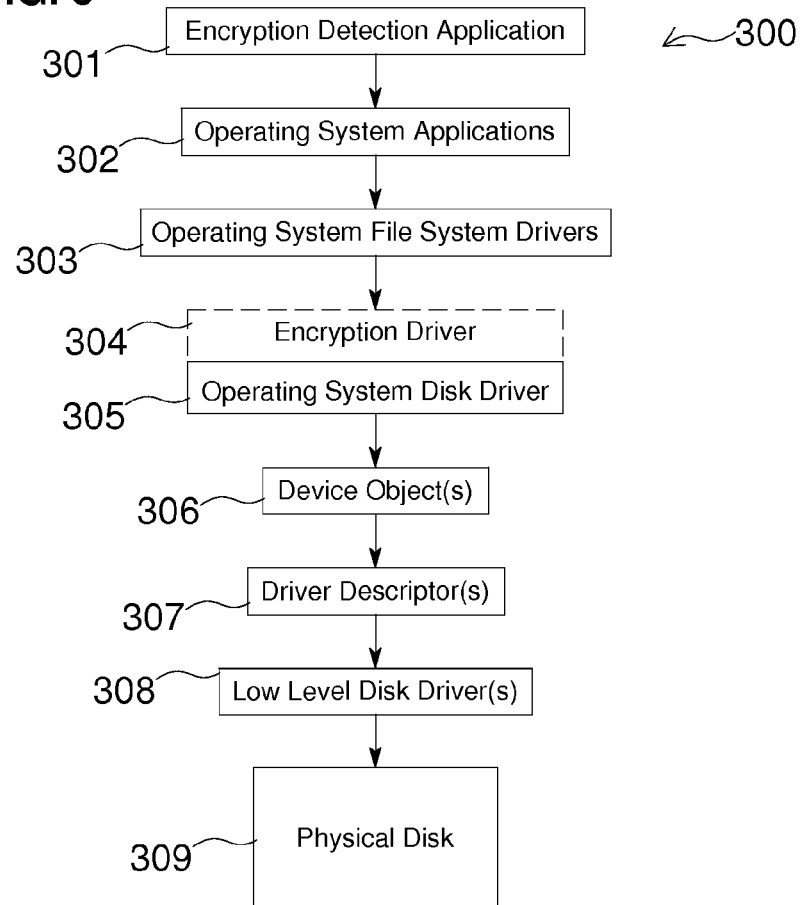 Encryption Detection Application
300
301
Operating System Applications
302
Operating System File System Drivers
303
304
Encryption Driver
Operating System Disk Driver
305
Device Object(s)
306
Driver Descriptor(s)
307
308
Low Level Disk Driver(s)
Physical Disk
309